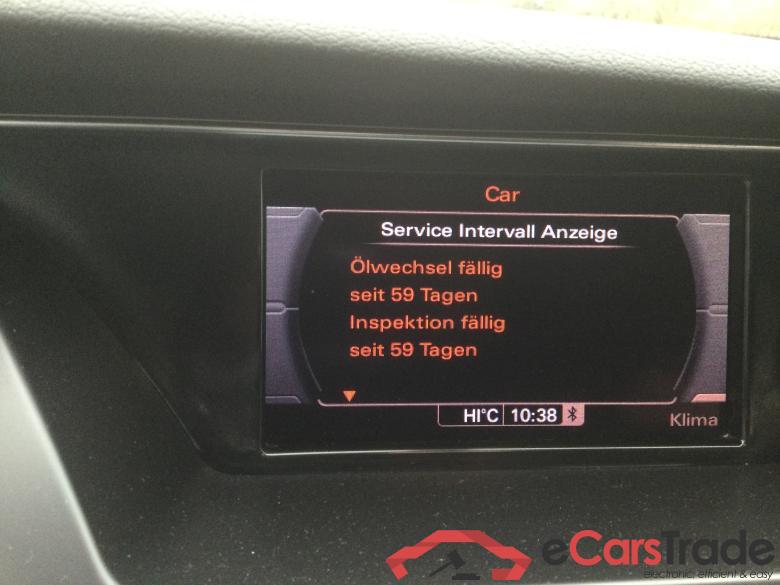 Car
Service Intervall Anzeige
Ölwechsel fällig
seit 59 Tagen
Inspektion fällig
seit 59 Tagen
HI°C 10:38
Klima
eCarsTrade
electronic, efficient & easy